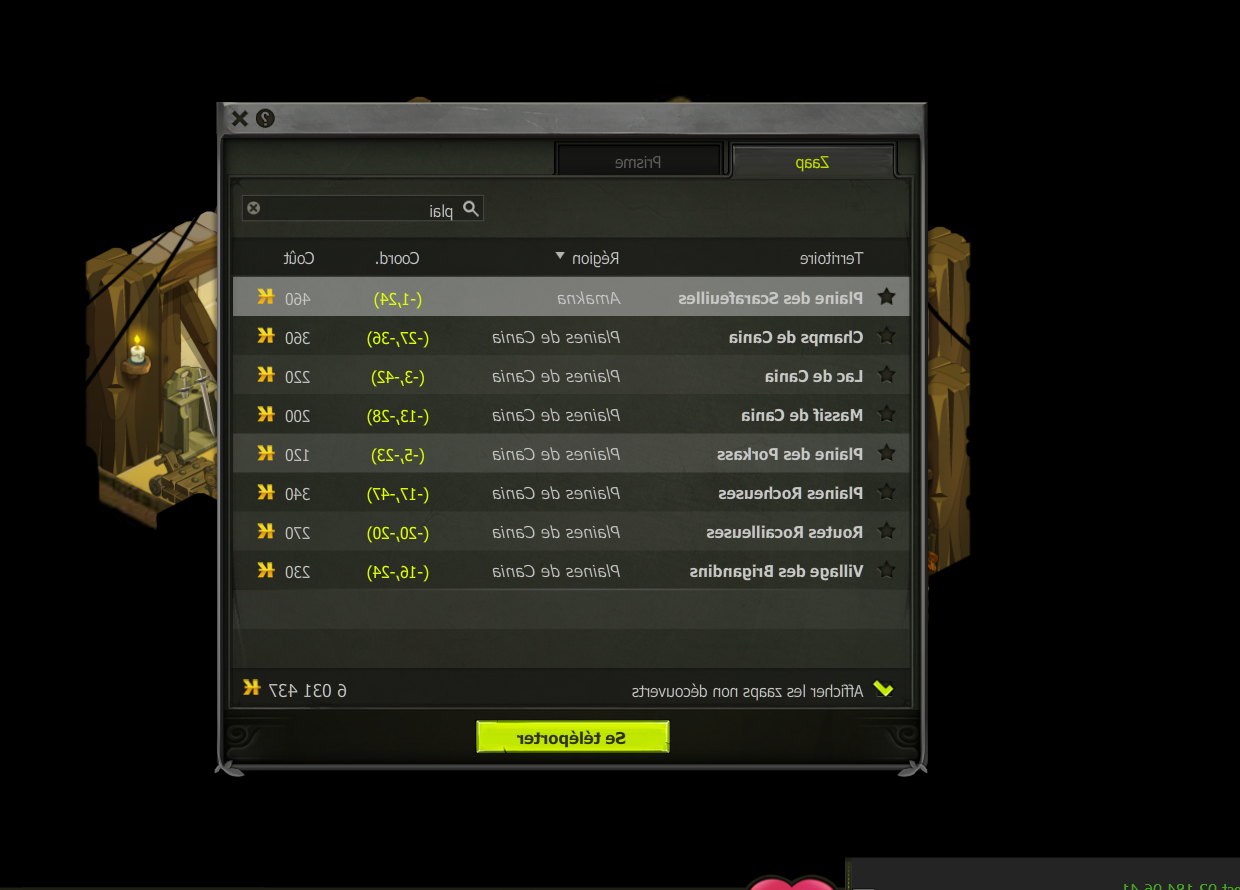 Zaap Prisme
plai
Territoire Région Coord. Coût
Plaine des Scarafeuilles Amakna (-1,24) 460
Champs de Cania Plaines de Cania (-27,-36) 360
Lac de Cania Plaines de Cania (-3,-42) 220
Massif de Cania Plaines de Cania (-13,-28) 200
Plaine des Porkass Plaines de Cania (-5,-23) 120
Plaines Rocheuses Plaines de Cania (-17,-47) 340
Routes Rocailleuses Plaines de Cania (-20,-20) 270
Village des Brigandins Plaines de Cania (-16,-24) 230
Afficher les zaaps non découverts 6 031 437
Se téléporter